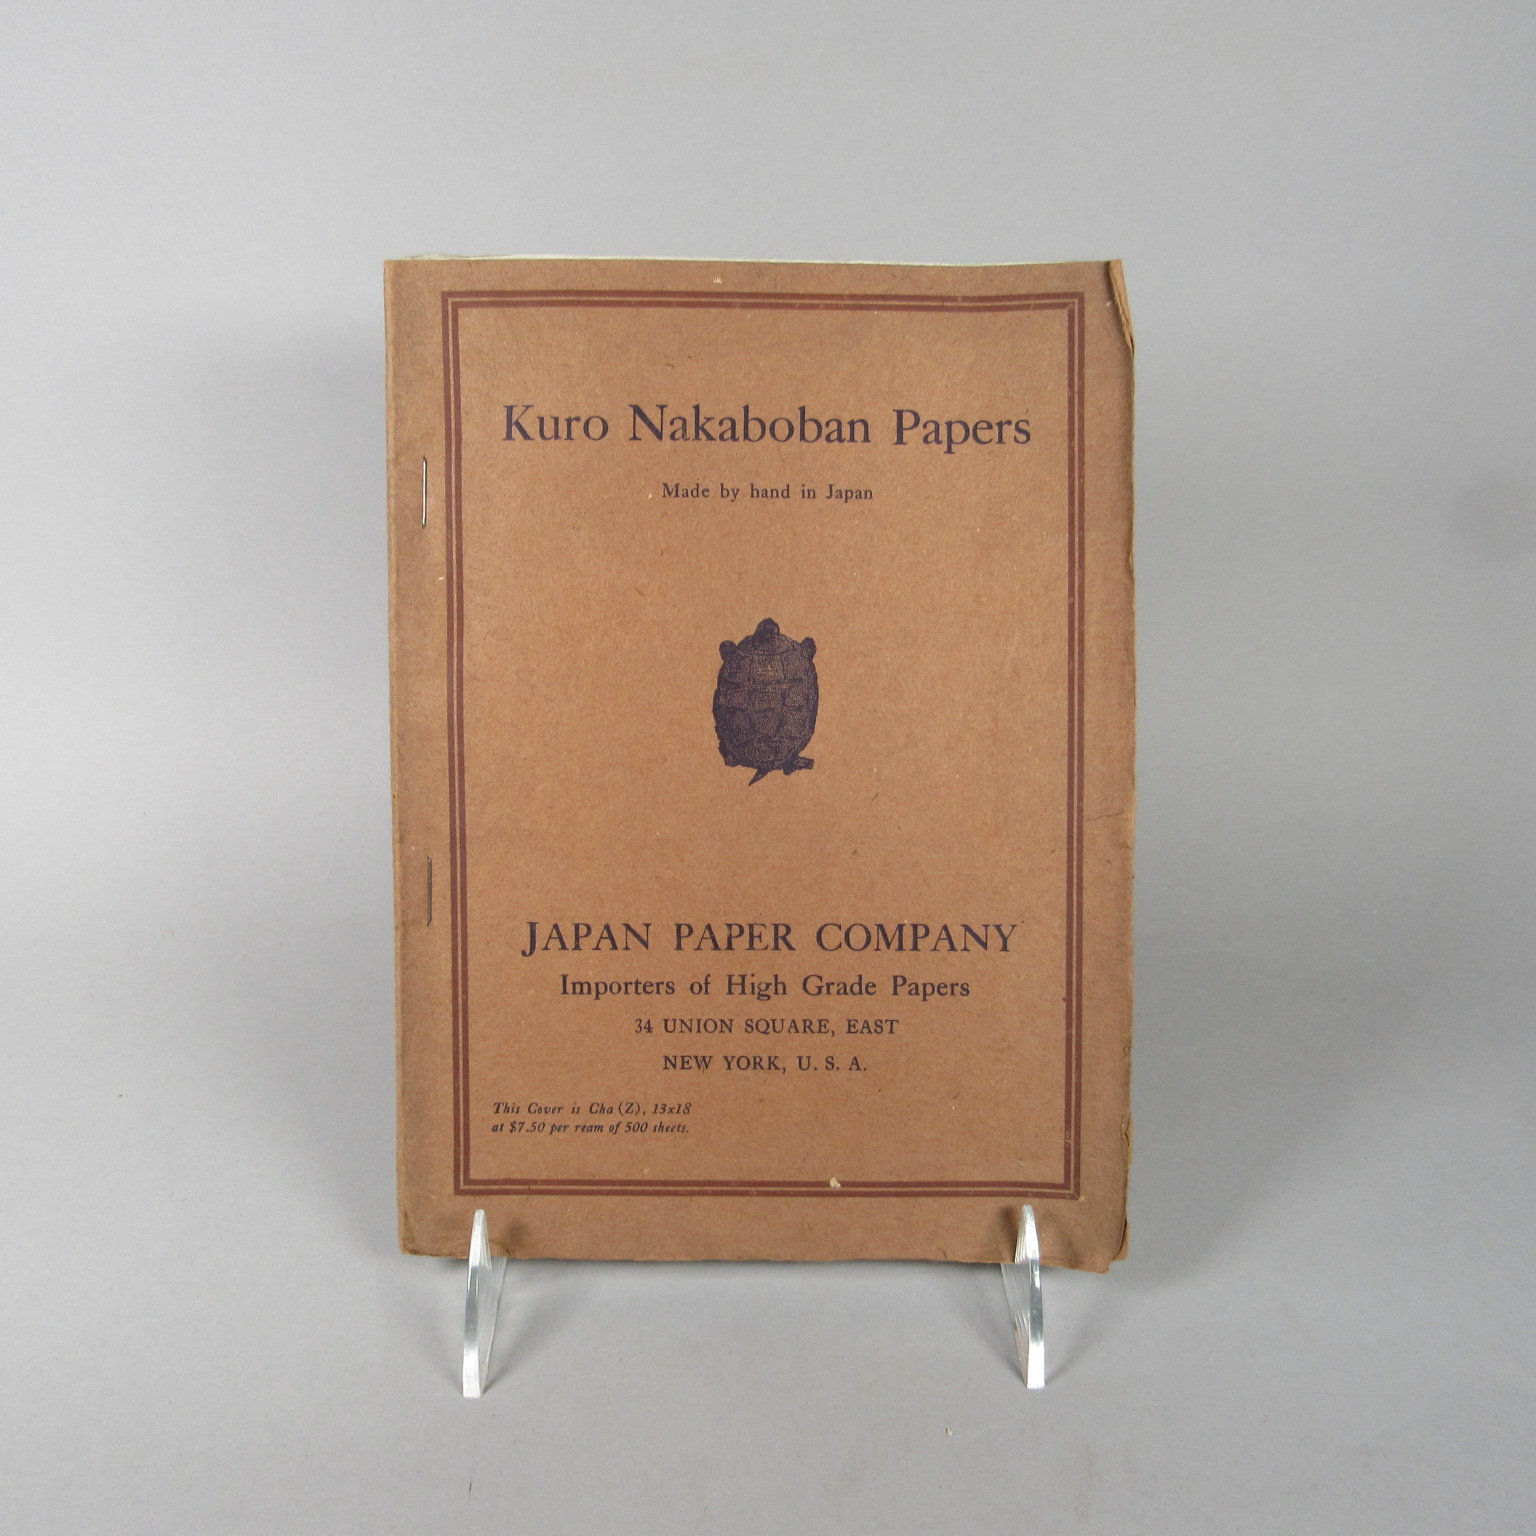 Kuro Nakaboban Papers
Made by hand in Japan
JAPAN PAPER COMPANY
Importers of High Grade Papers
34 UNION SQUARE, EAST
NEW YORK, U. S. A.
This Cover is Cha (Z), 13x18
at $7.50 per ream of 500 sheets.